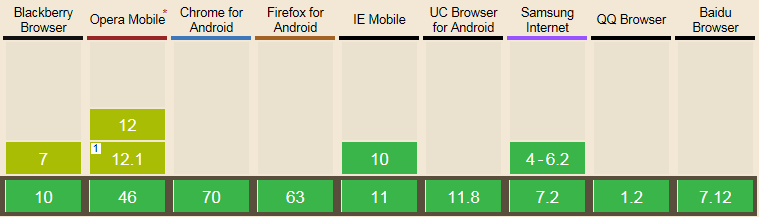 Blackberry Opera Mobile* Chrome for Firefox for IE Mobile UC Browser Samsung QQ Browser Baidu
Browser Android Android for Android Internet Browser
12
7 1 12.1 10 4-6.2
10 46 70 63 11 11.8 7.2 1.2 7.12